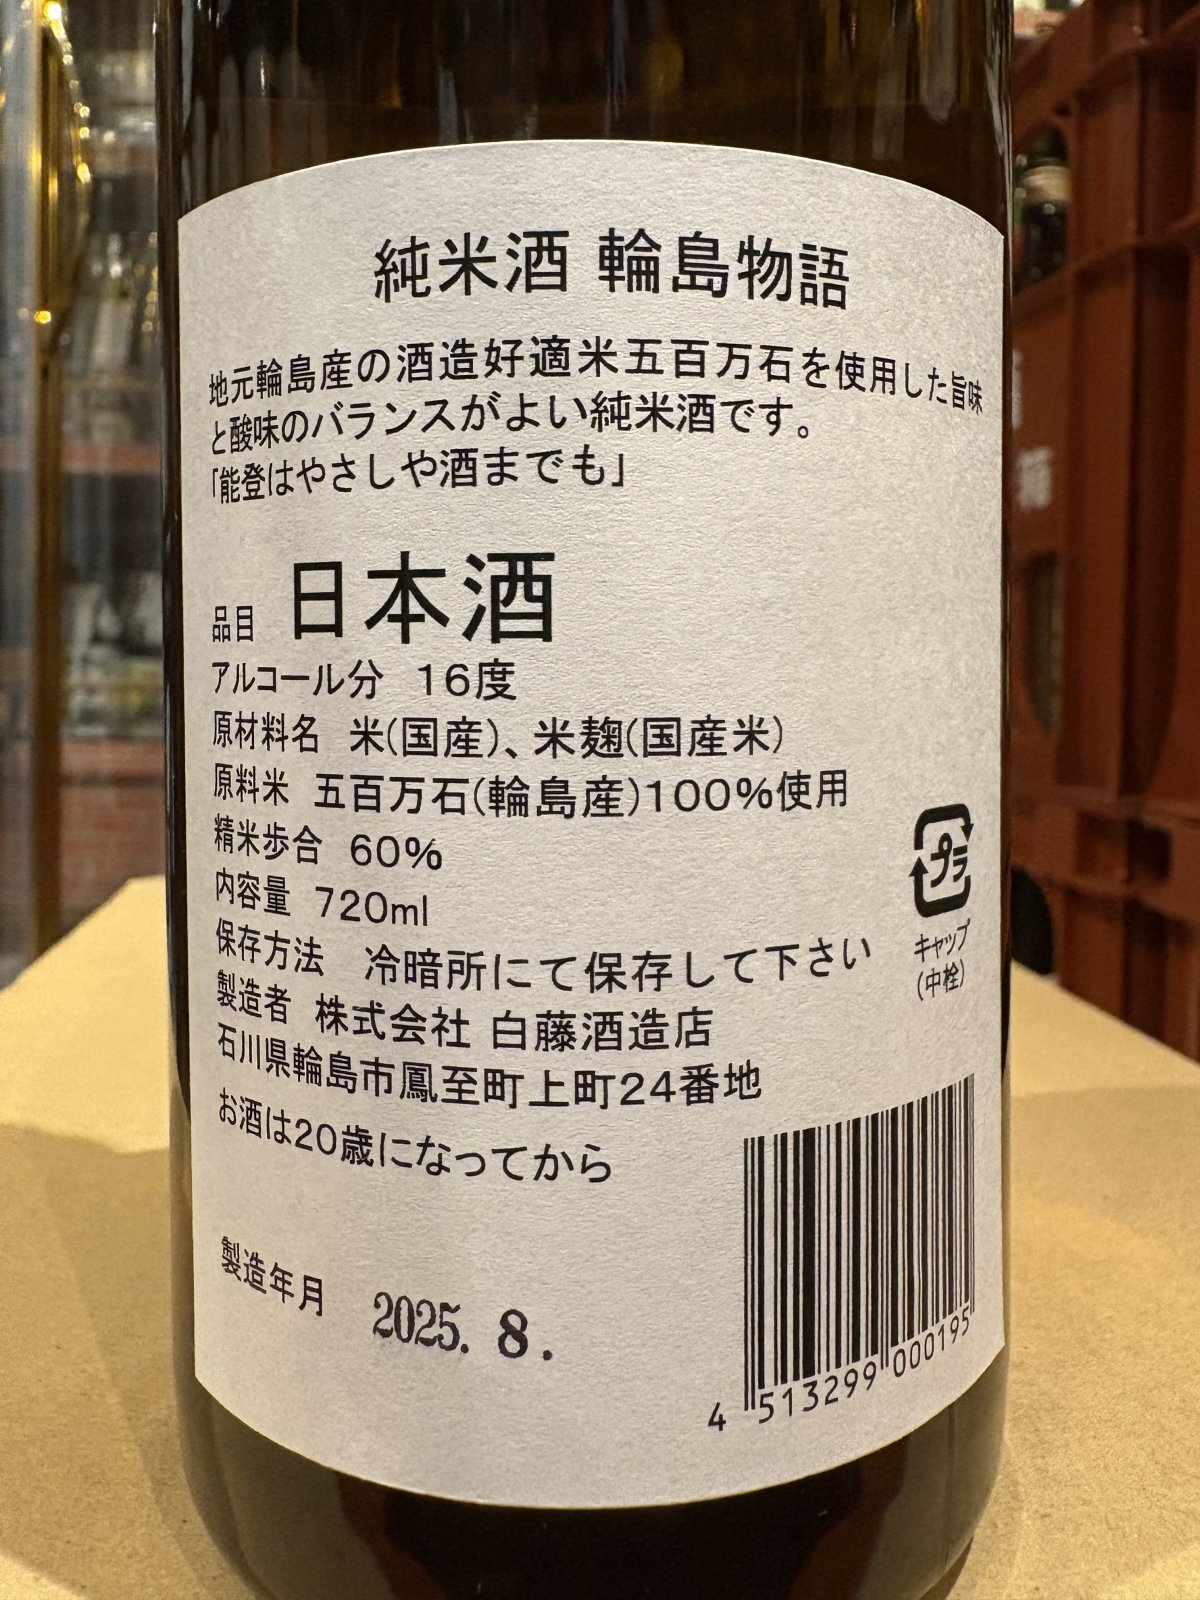 純米酒 輪島物語
地元輪島産の酒造好適米五百万石を使用した旨味
と酸味のバランスがよい純米酒です。
「能登はやさしや酒までも」
品目 日本酒
アルコール分 16度
原材料名 米(国産)、米麹(国産米)
原料米 五百万石(輪島産)100%使用
精米歩合 60%
内容量 720ml
保存方法 冷暗所にて保存して下さい
製造者 株式会社 白藤酒造店
石川県輪島市鳳至町上町24番地
お酒は20歳になってから
プラ
キャップ
(中栓)
製造年月 2025. 8.
4 513299 000195